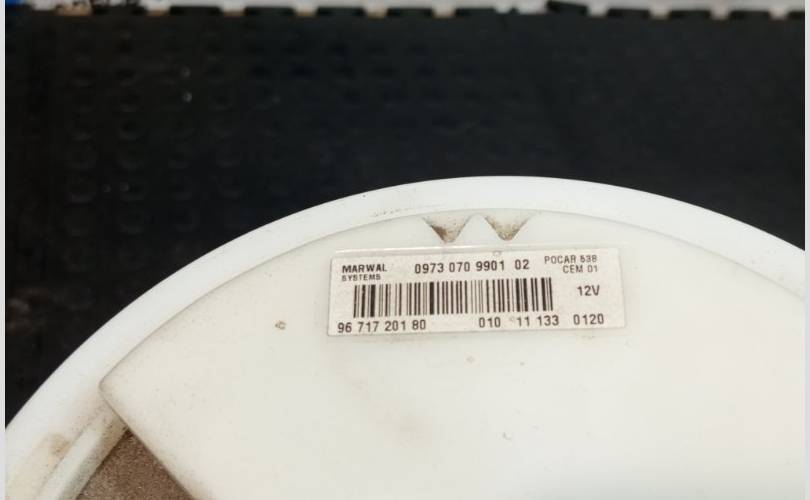 MARWAL 0973 070 9901 02 POCAR 538
SYSTEMS CEM 01
12V
96 717 201 80 010 11 133 0120